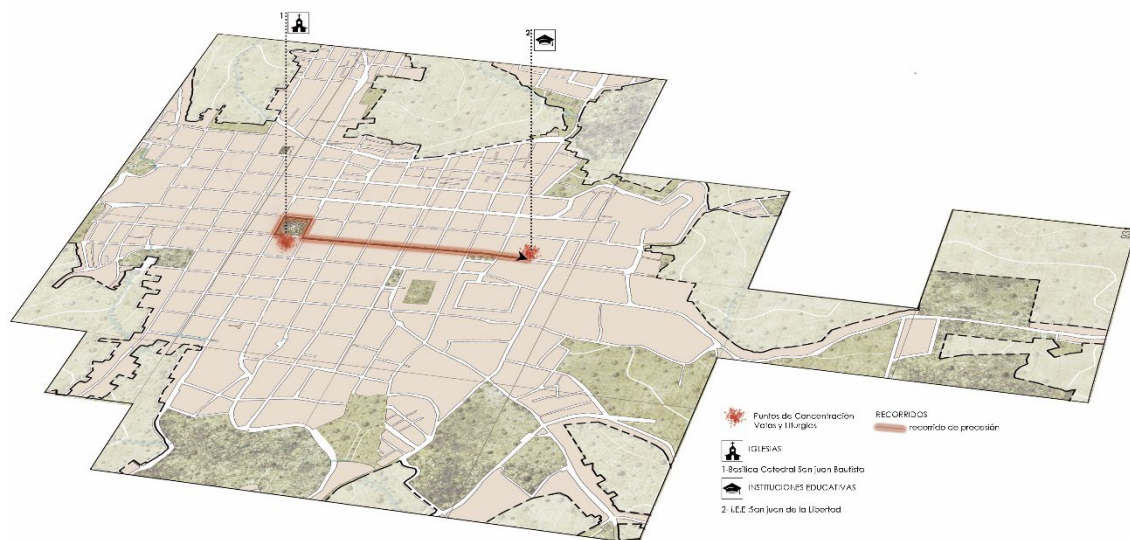 1
2
Puntos de Concentración
Votos y Liturgias
RECORRIDOS
recorrido de procesión
IGLESIAS
1-Basílica Catedral San juan Bautista
INSTITUCIONES EDUCATIVAS
2- I.E.E :San juan de la Libertad